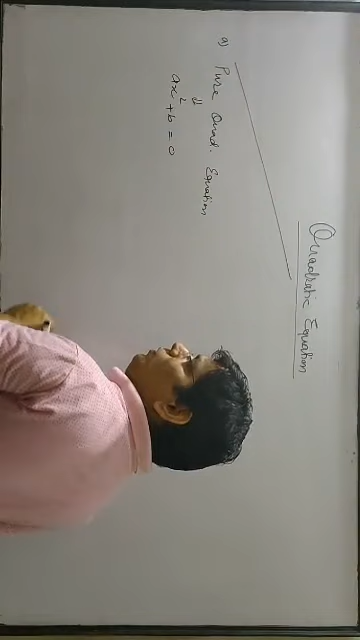 Quadratic Equation
a) Pure Quad. Equation
⇓
ax² + b = 0